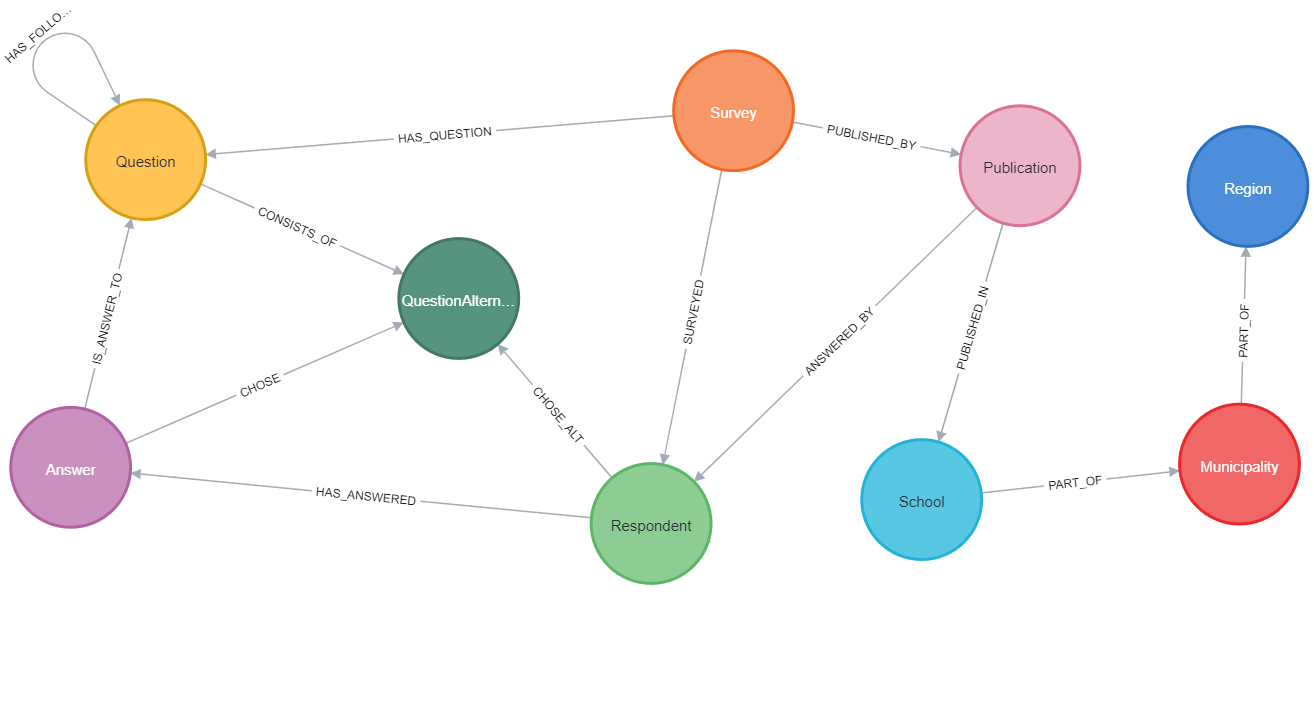 HAS_FOLLO...
Survey
HAS_QUESTION
PUBLISHED_BY
Question
Publication
Region
CONSISTS_OF
QuestionAltern...
IS_ANSWER_TO
SURVEYED
ANSWERED_BY
PUBLISHED_IN
PART_OF
CHOSE
CHOSE_ALT
Answer
HAS_ANSWERED
Respondent
School
PART_OF
Municipality